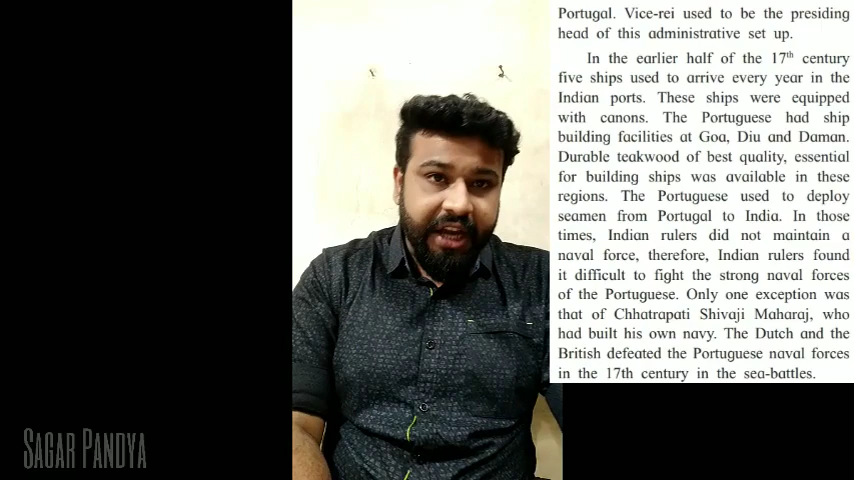 Portugal. Vice-rei used to be the presiding
head of this administrative set up.
In the earlier half of the 17th century
five ships used to arrive every year in the
Indian ports. These ships were equipped
with canons. The Portuguese had ship
building facilities at Goa, Diu and Daman.
Durable teakwood of best quality, essential
for building ships was available in these
regions. The Portuguese used to deploy
seamen from Portugal to India. In those
times, Indian rulers did not maintain a
naval force, therefore, Indian rulers found
it difficult to fight the strong naval forces
of the Portuguese. Only one exception was
that of Chhatrapati Shivaji Maharaj, who
had built his own navy. The Dutch and the
British defeated the Portuguese naval forces
in the 17th century in the sea-battles.
SAGAR PANDYA